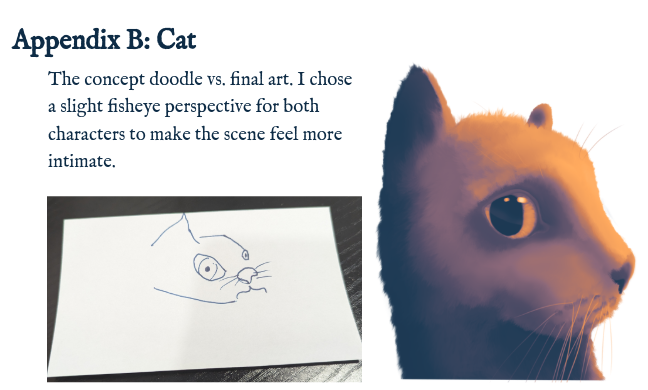 Appendix B: Cat
The concept doodle vs. final art. I chose
a slight fisheye perspective for both
characters to make the scene feel more
intimate.